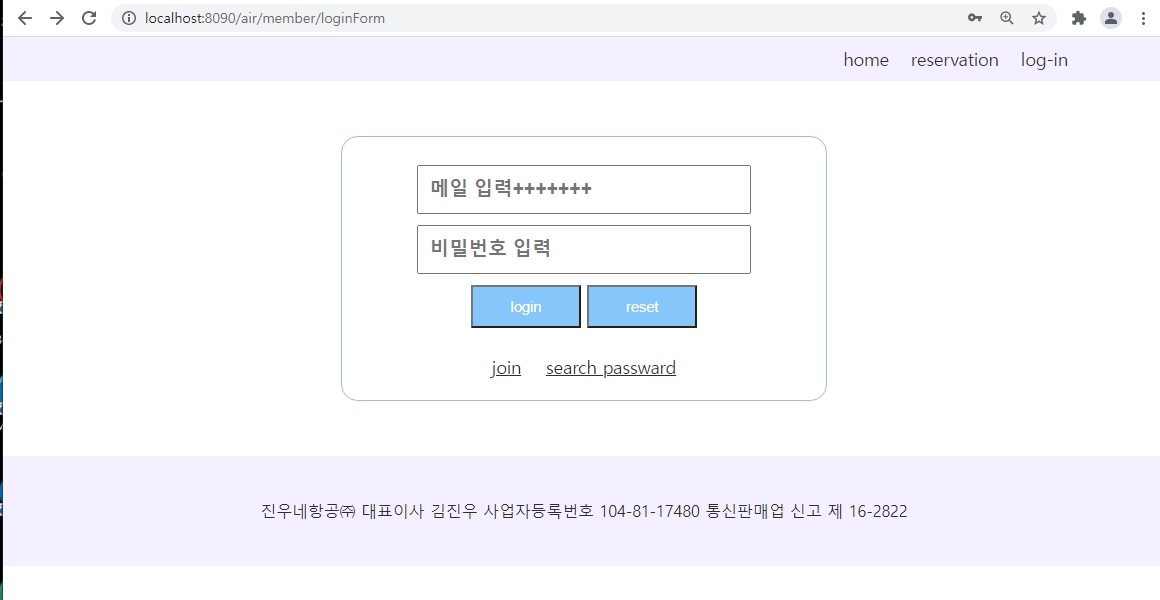 localhost:8090/air/member/loginForm
home reservation log-in
메일 입력+++++++
비밀번호 입력
login reset
join search passward
진우네항공㈜ 대표이사 김진우 사업자등록번호 104-81-17480 통신판매업 신고 제 16-2822